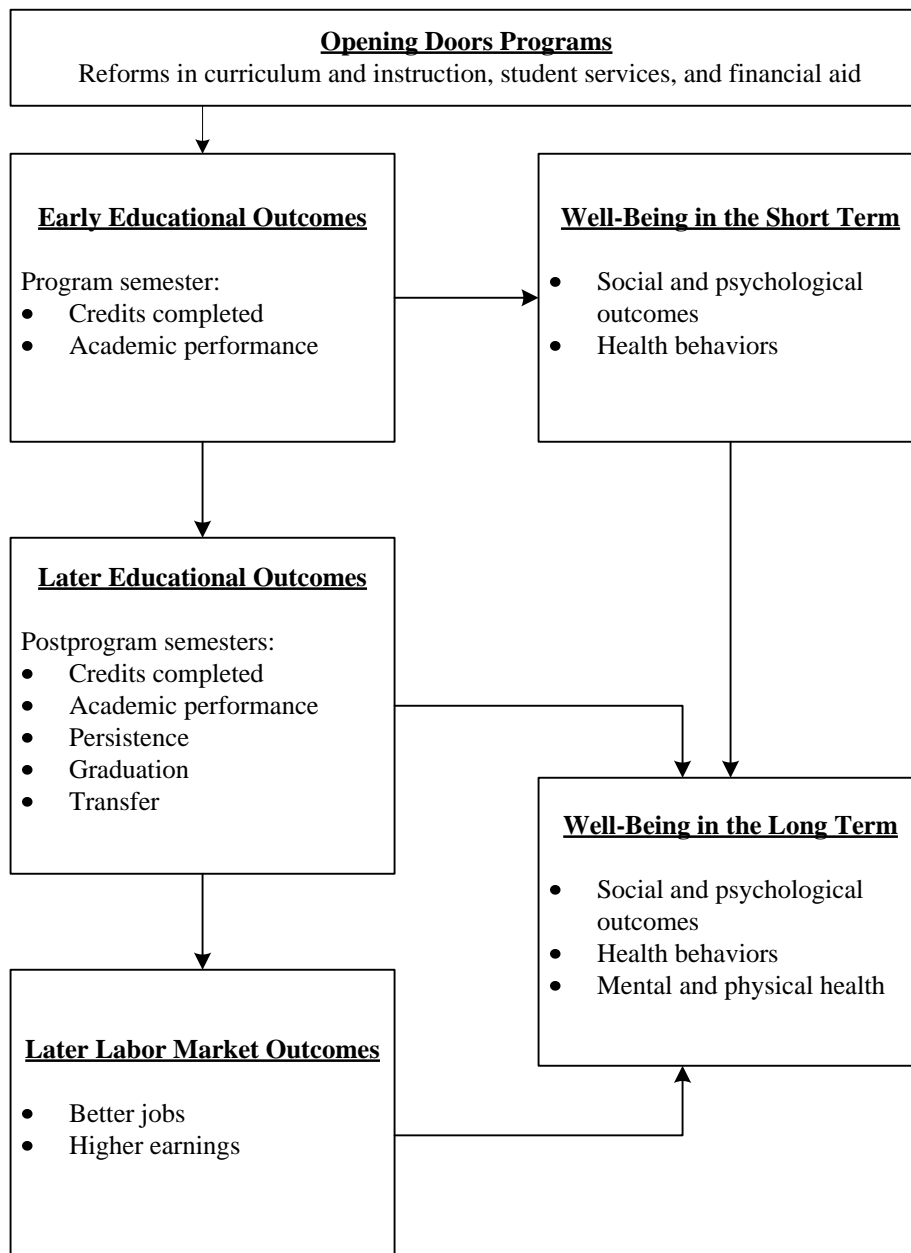 Opening Doors Programs
Reforms in curriculum and instruction, student services, and financial aid
Early Educational Outcomes
Program semester:
• Credits completed
• Academic performance
Well-Being in the Short Term
• Social and psychological
outcomes
• Health behaviors
Later Educational Outcomes
Postprogram semesters:
• Credits completed
• Academic performance
• Persistence
• Graduation
• Transfer
Well-Being in the Long Term
• Social and psychological
outcomes
• Health behaviors
• Mental and physical health
Later Labor Market Outcomes
• Better jobs
• Higher earnings